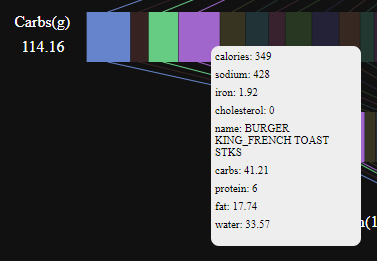 Carbs(g)
114.16
calories: 349
sodium: 428
iron: 1.92
cholesterol: 0
name: BURGER
KING_FRENCH TOAST
STKS
carbs: 41.21
protein: 6
fat: 17.74
water: 33.57